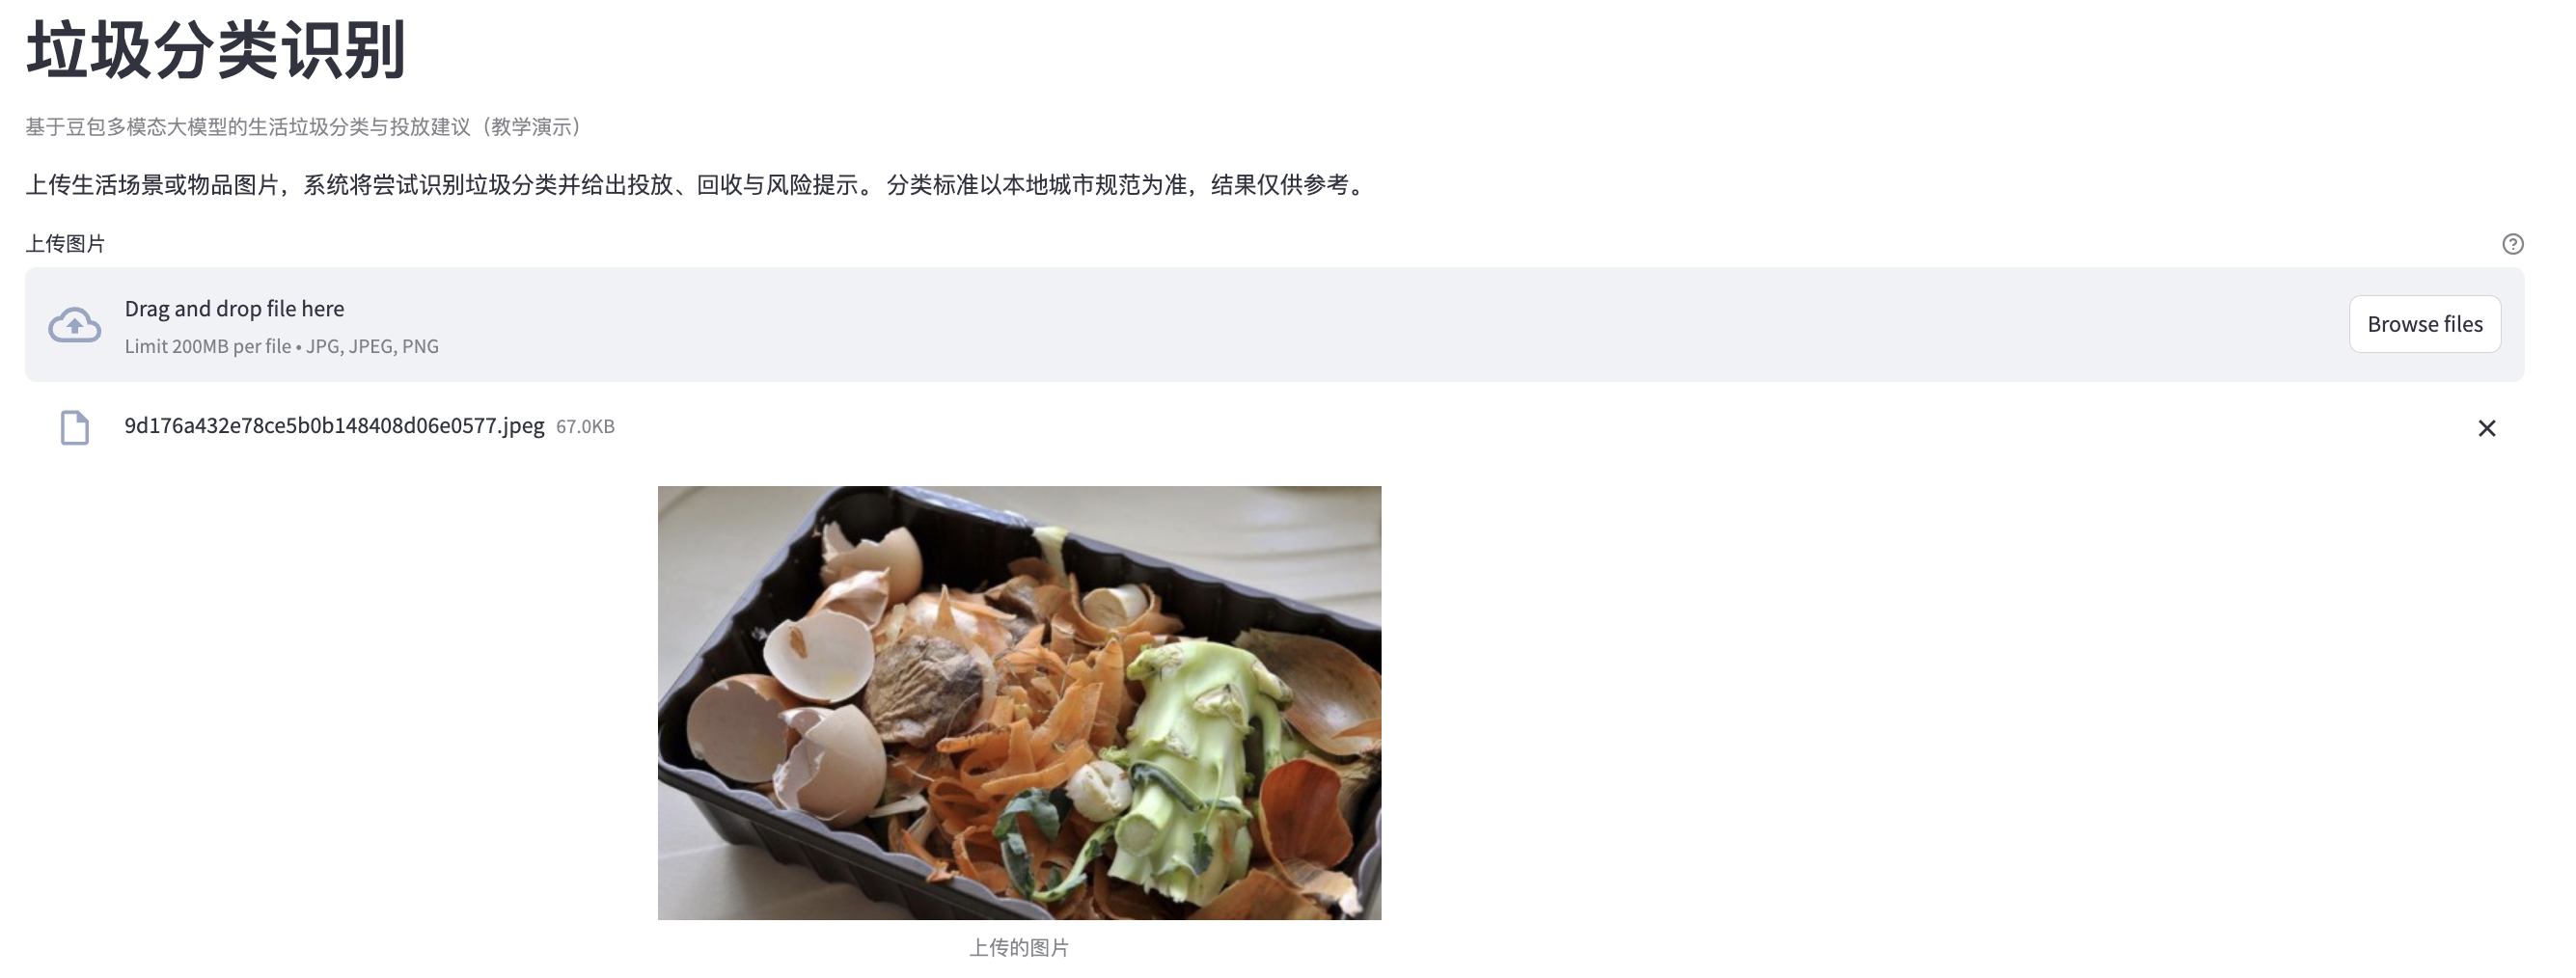 垃圾分类识别
基于豆包多模态大模型的生活垃圾分类与投放建议（教学演示）
上传生活场景或物品图片，系统将尝试识别垃圾分类并给出投放、回收与风险提示。 分类标准以本地城市规范为准，结果仅供参考。
上传图片
Drag and drop file here
Limit 200MB per file • JPG, JPEG, PNG
Browse files
9d176a432e78ce5b0b148408d06e0577.jpeg 67.0KB
上传的图片